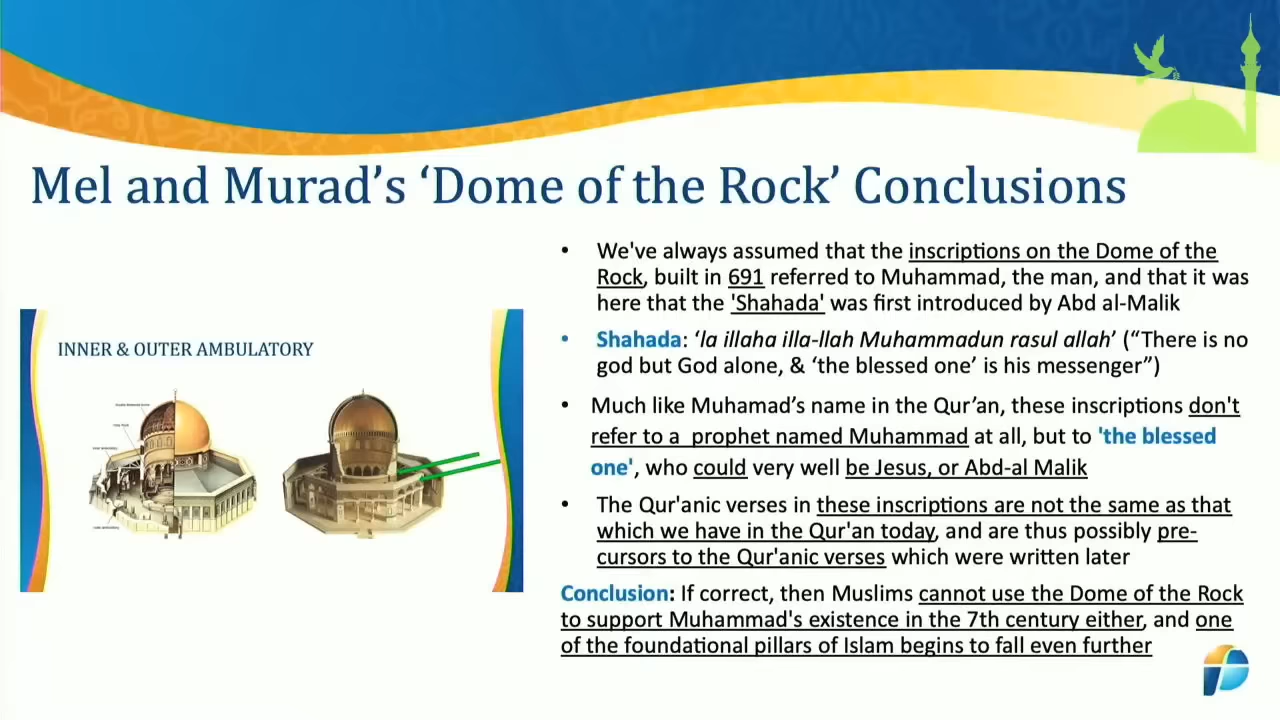 Mel and Murad’s ‘Dome of the Rock’ Conclusions
INNER & OUTER AMBULATORY
• We've always assumed that the inscriptions on the Dome of the
Rock, built in 691 referred to Muhammad, the man, and that it was
here that the 'Shahada' was first introduced by Abd al-Malik
• Shahada: ‘la illaha illa-llah Muhammadun rasul allah’ (“There is no
god but God alone, & ‘the blessed one’ is his messenger”)
• Much like Muhamad’s name in the Qur’an, these inscriptions don't
refer to a prophet named Muhammad at all, but to 'the blessed
one', who could very well be Jesus, or Abd-al Malik
• The Qur'anic verses in these inscriptions are not the same as that
which we have in the Qur'an today, and are thus possibly pre-
cursors to the Qur'anic verses which were written later
Conclusion: If correct, then Muslims cannot use the Dome of the Rock
to support Muhammad's existence in the 7th century either, and one
of the foundational pillars of Islam begins to fall even further